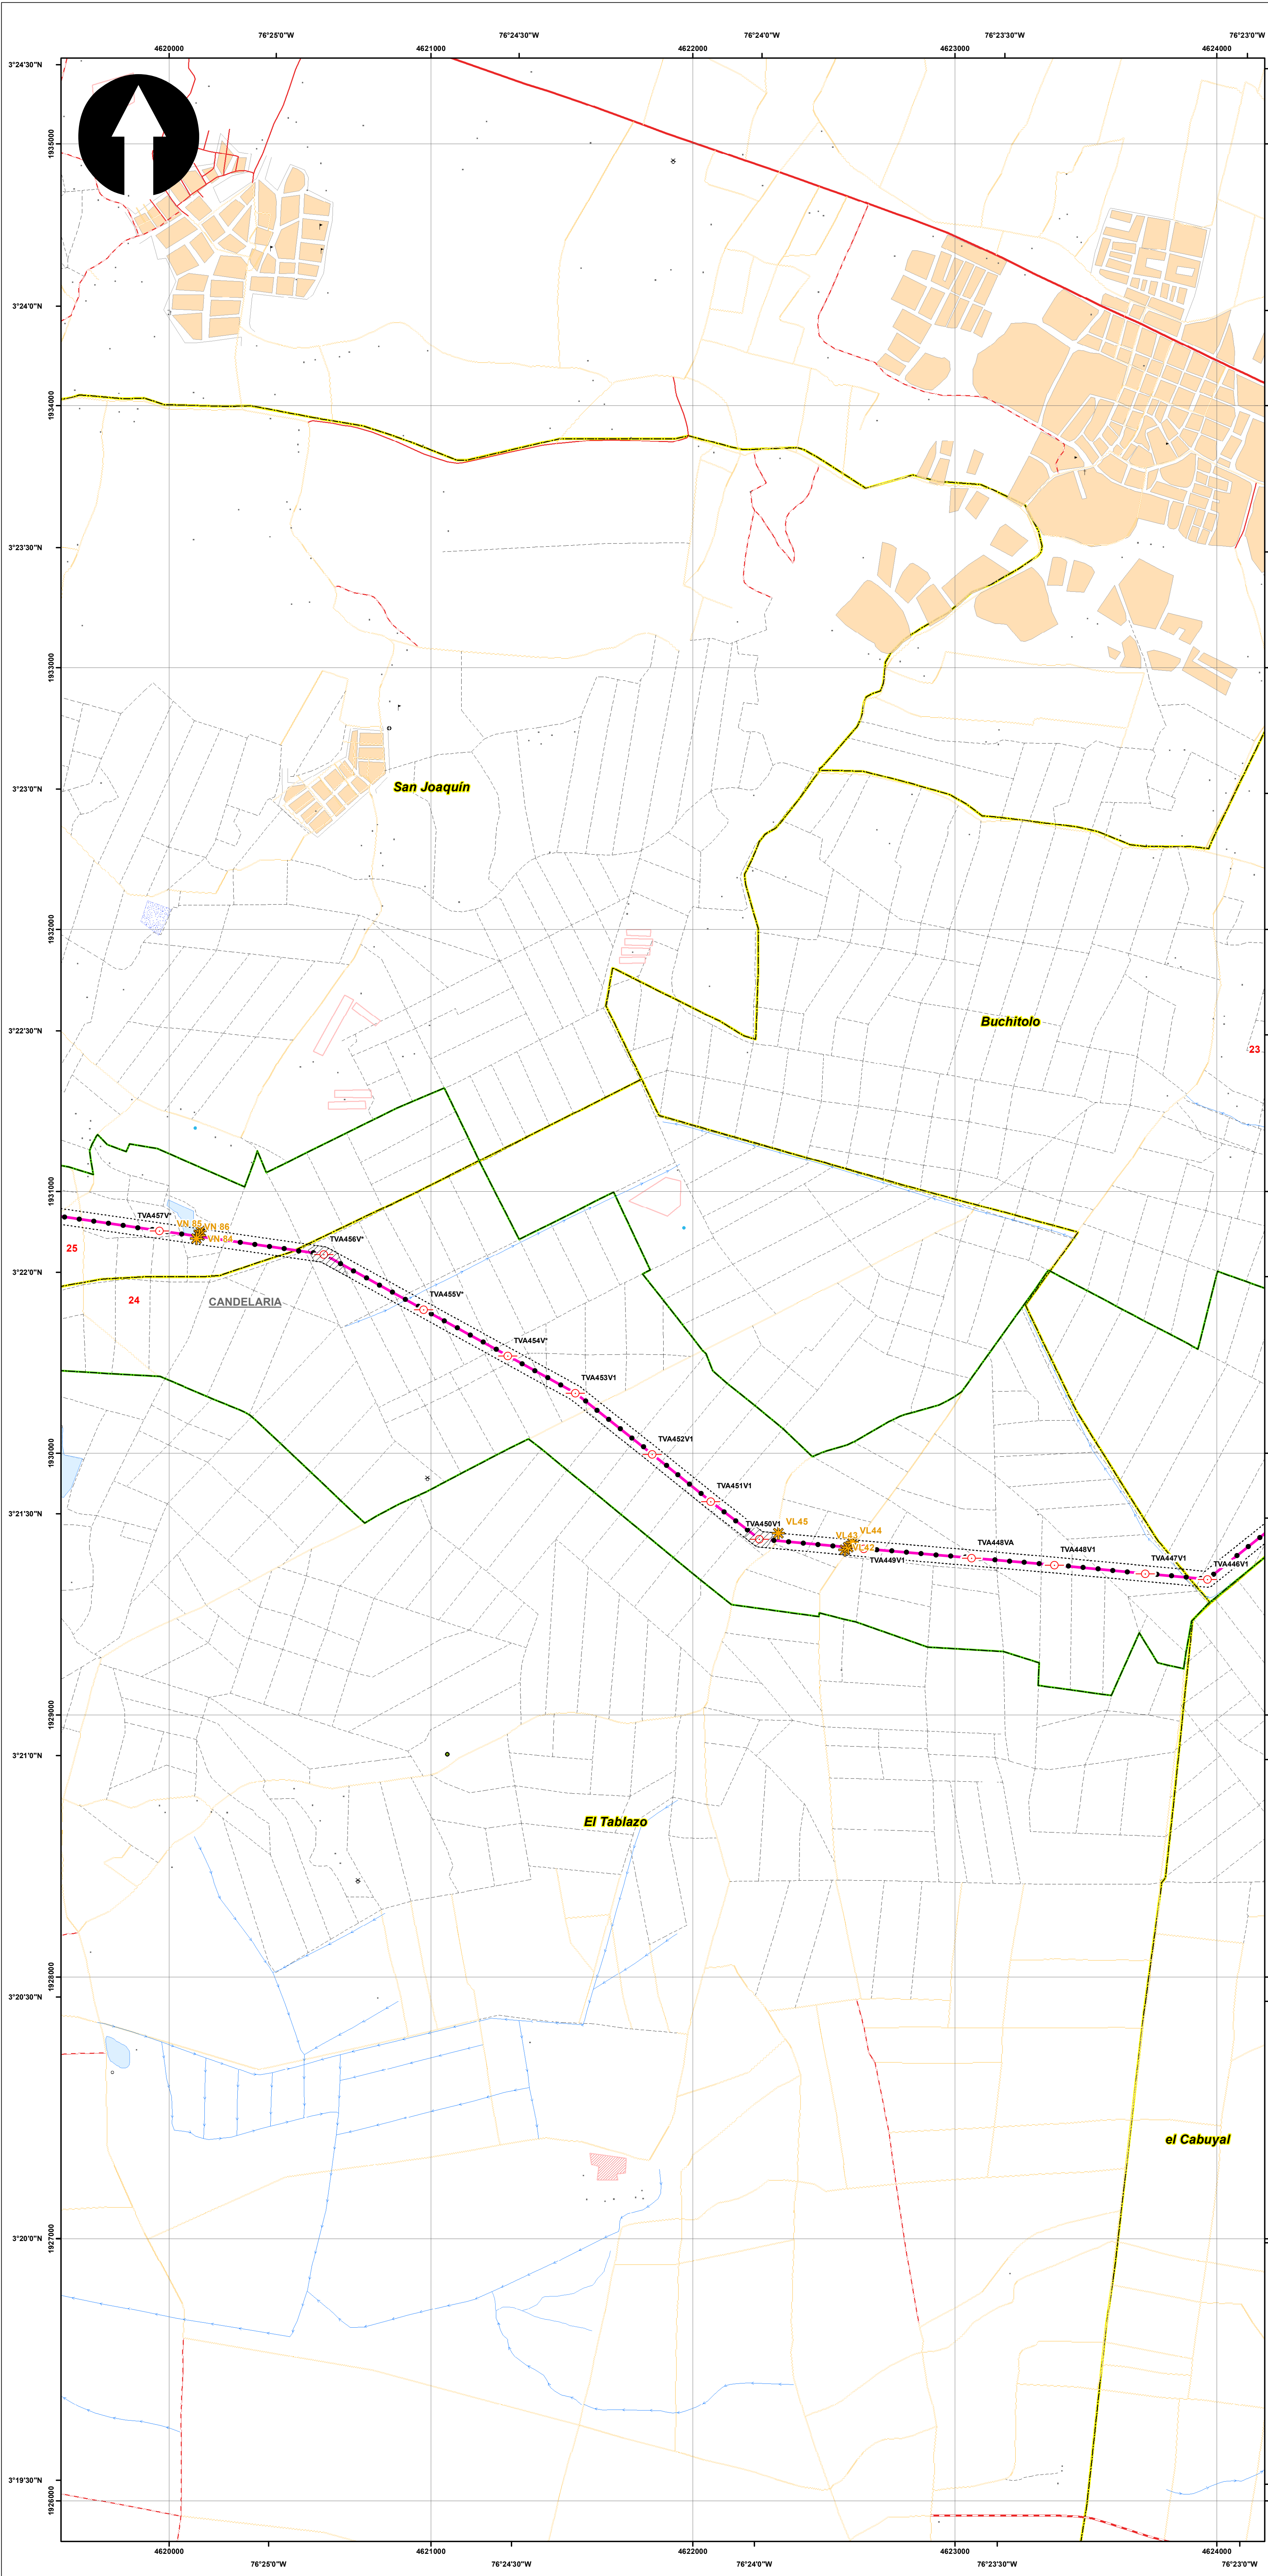 76°25'0"W 76°24'30"W 76°24'0"W 76°23'30"W 76°23'0"W
4620000 4621000 4622000 4623000 4624000
3°24'30"N
1935000
3°24'0"N
1934000
3°23'30"N
1933000
San Joaquín
3°23'0"N
1932000
Buchitolo
3°22'30"N
23
1931000
TVA457V*
VN 85
VN 86
VN 84
TVA456V*
25
3°22'0"N
24
CANDELARIA
TVA455V*
TVA454V*
TVA453V1
TVA452V1
1930000
TVA451V1
3°21'30"N
TVA450V1
VL45
VL44
VL43
VL42
TVA449V1
TVA448VA
TVA448V1
TVA447V1
TVA446V1
1929000
3°21'0"N
El Tablazo
1928000
3°20'30"N
el Cabuyal
3°20'0"N
1927000
3°19'30"N
1926000
4620000 4621000 4622000 4623000 4624000
76°25'0"W 76°24'30"W 76°24'0"W 76°23'30"W 76°23'0"W